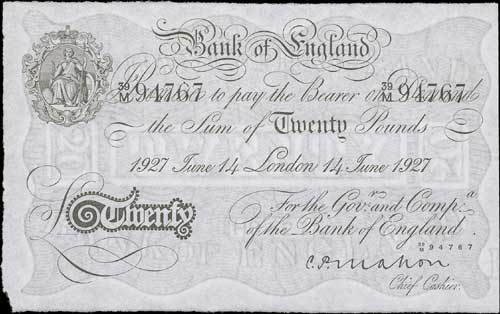 Bank of England
39/M 94767 39/M 94767
Promise to pay the Bearer on Demand
the Sum of Twenty Pounds
1927 June 14 London 14 June 1927
For the Govr. and Compa.
Twenty
of the Bank of England
39/M 94767
C.P. Mahon
Chief Cashier.